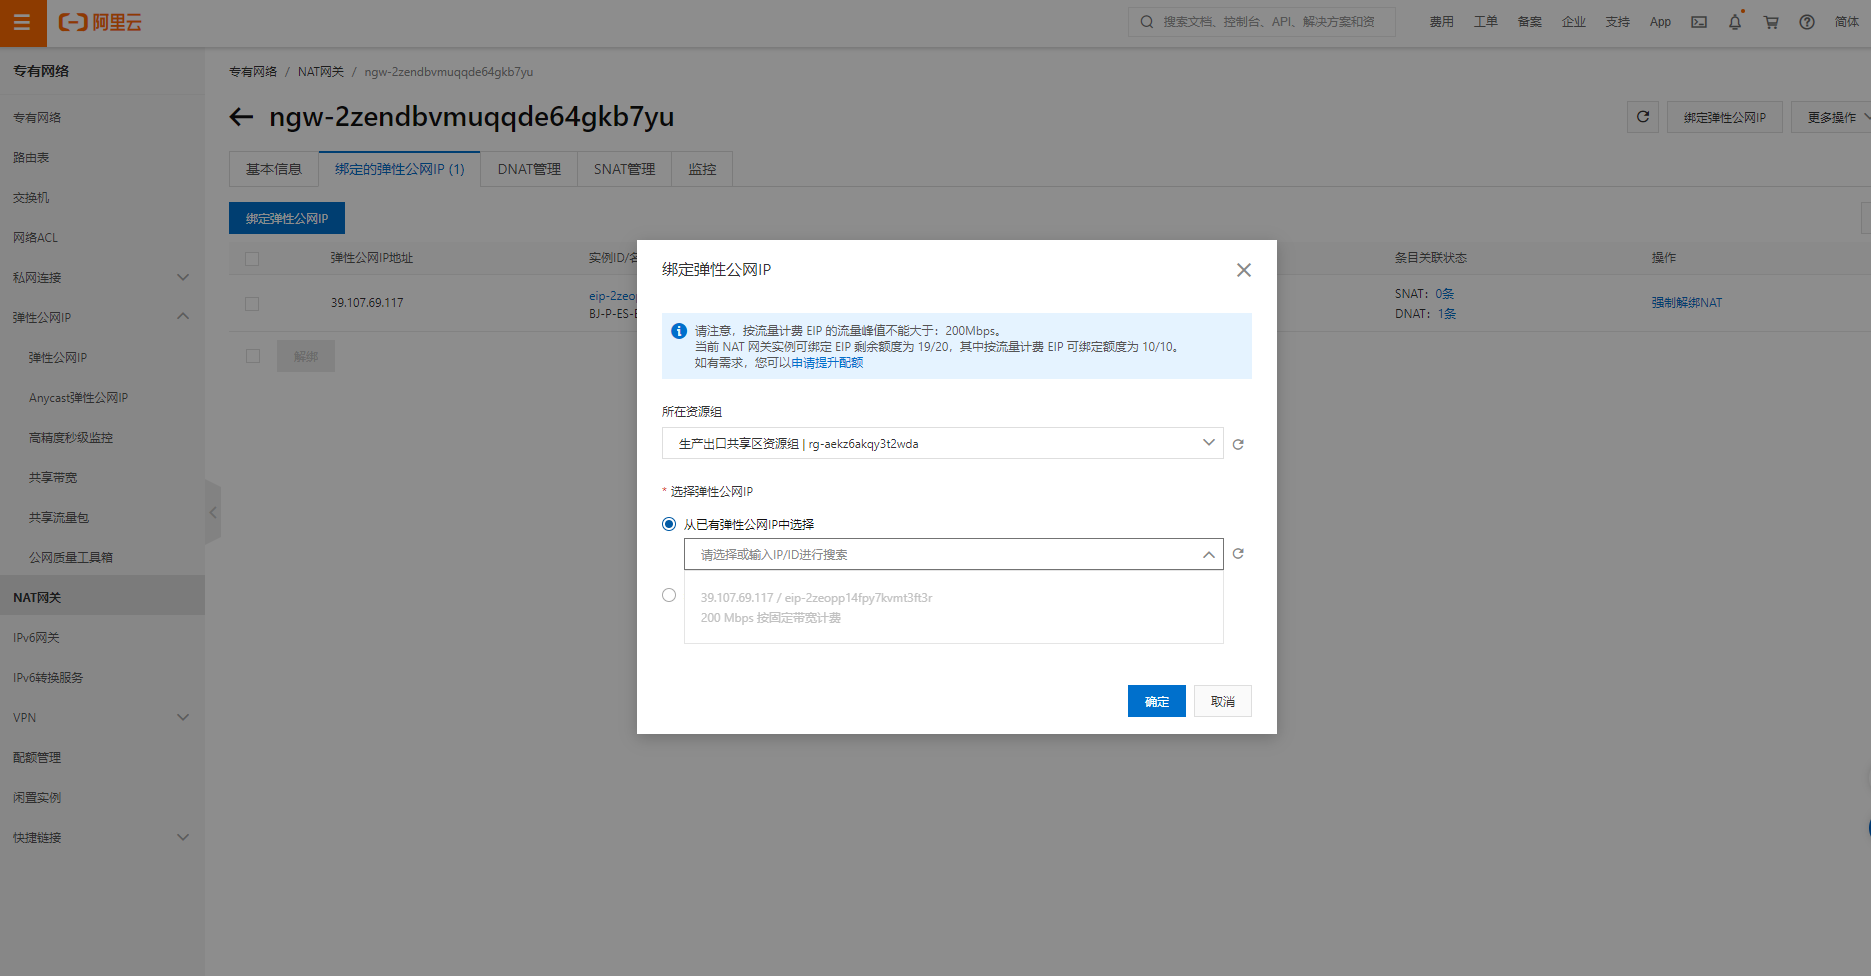 阿里云
搜索文档、控制台、API、解决方案和资
费用
工单
备案
企业
支持
App
简体
专有网络
专有网络
路由表
交换机
网络ACL
私网连接
弹性公网IP
弹性公网IP
Anycast弹性公网IP
高精度秒级监控
共享带宽
共享流量包
公网质量工具箱
NAT网关
IPv6网关
IPv6转换服务
VPN
配额管理
闲置实例
快捷链接
专有网络 / NAT网关 / ngw-2zendbvmuqqde64gkb7yu
ngw-2zendbvmuqqde64gkb7yu
绑定弹性公网IP
更多操作
基本信息
绑定的弹性公网IP (1)
DNAT管理
SNAT管理
监控
绑定弹性公网IP
弹性公网IP地址
实例ID/名
条目关联状态
操作
39.107.69.117
eip-2zeop
BJ-P-ES-E
SNAT：0条
DNAT：1条
强制解绑NAT
解绑
绑定弹性公网IP
请注意，按流量计费 EIP 的流量峰值不能大于：200Mbps。
当前 NAT 网关实例可绑定 EIP 剩余额度为 19/20，其中按流量计费 EIP 可绑定额度为 10/10。
如有需求，您可以申请提升配额
所在资源组
生产出口共享区资源组 | rg-aekz6akqy3t2wda
* 选择弹性公网IP
从已有弹性公网IP中选择
请选择或输入IP/ID进行搜索
39.107.69.117 / eip-2zeopp14fpy7kvmt3ft3r
200 Mbps 按固定带宽计费
确定
取消